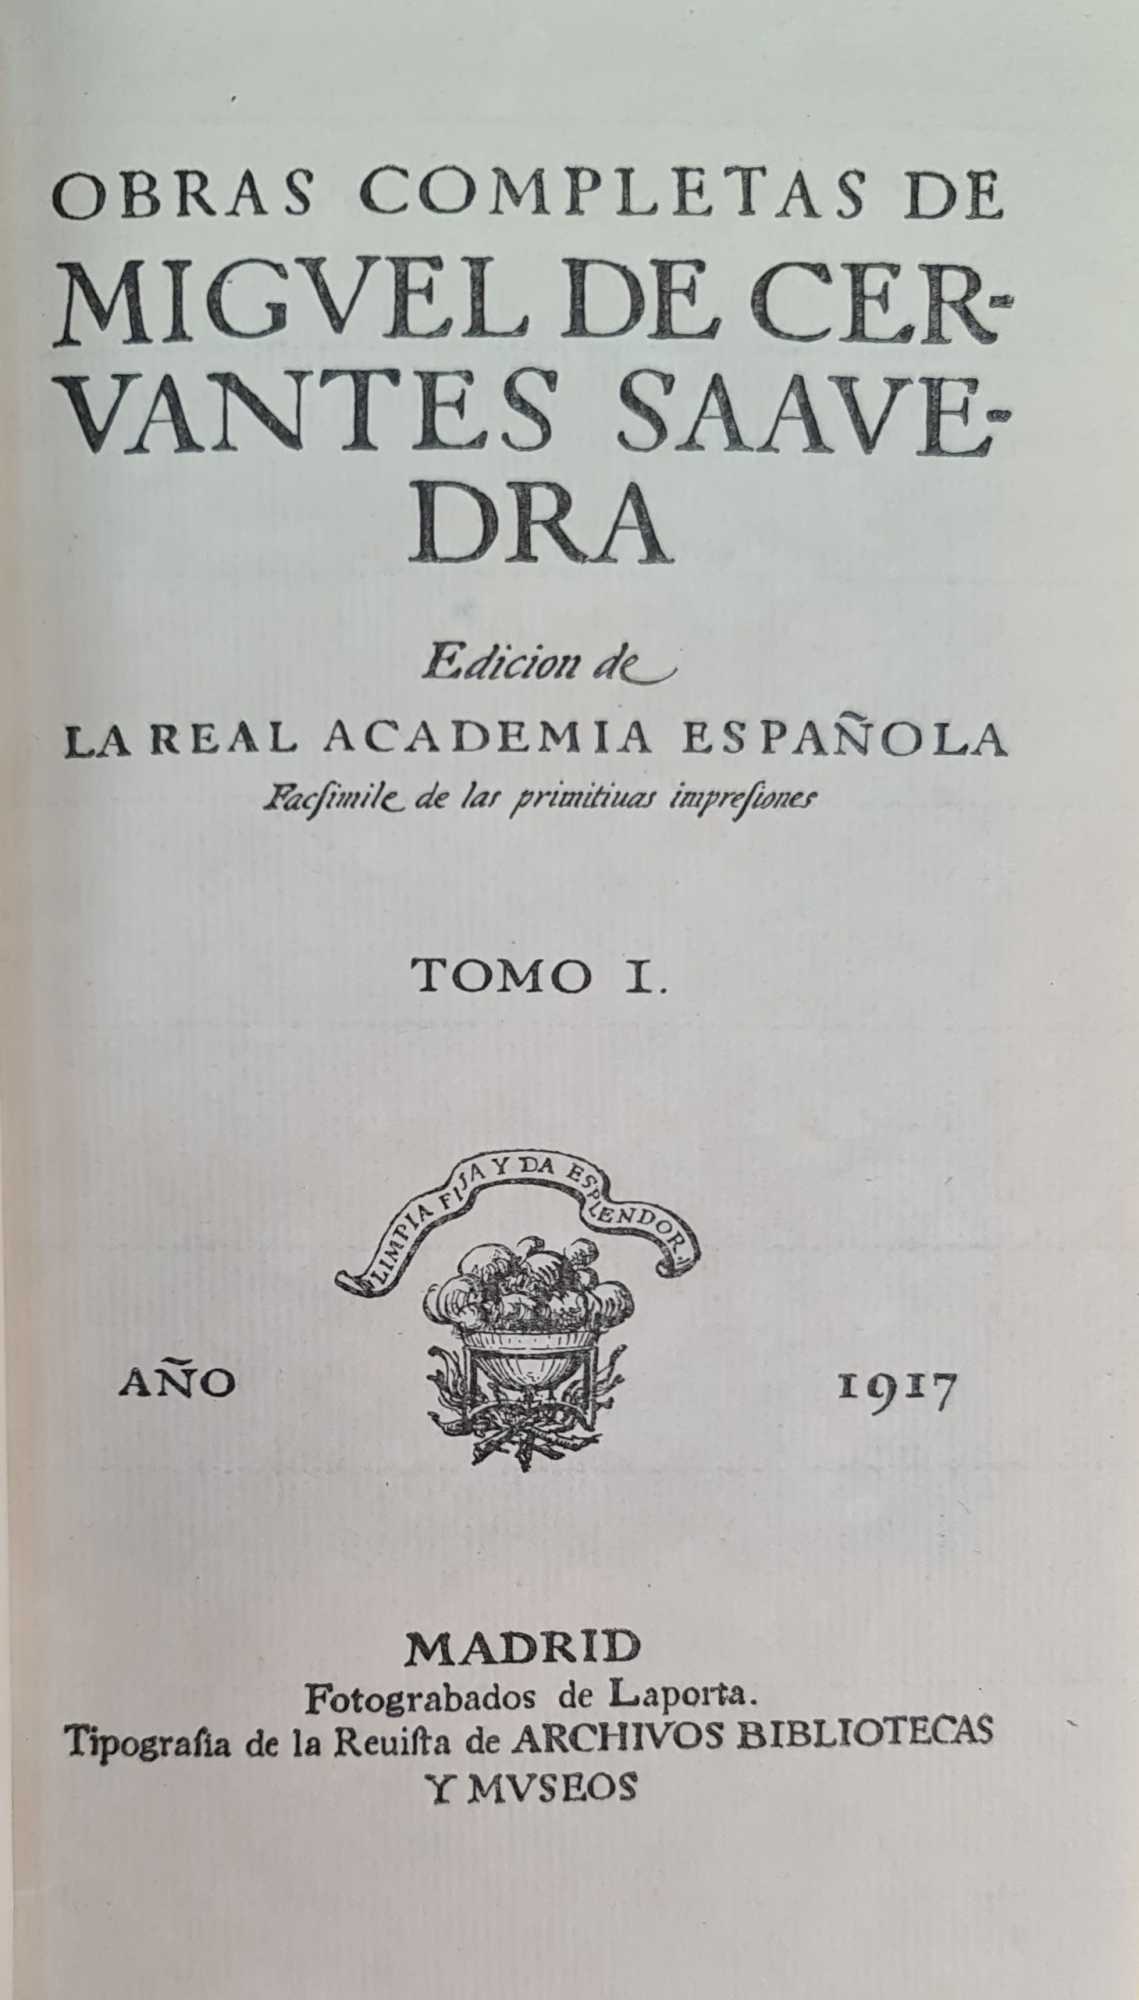 OBRAS COMPLETAS DE
MIGVEL DE CER-
VANTES SAAVE-
DRA
Edicion de
LA REAL ACADEMIA ESPAÑOLA
Facſimile de las primitiuas impreſiones
TOMO I.
LIMPIA FIJA Y DA ESPLENDOR.
AÑO 1917
MADRID
Fotograbados de Laporta.
Tipografia de la Reuiſta de ARCHIVOS BIBLIOTECAS
Y MVSEOS